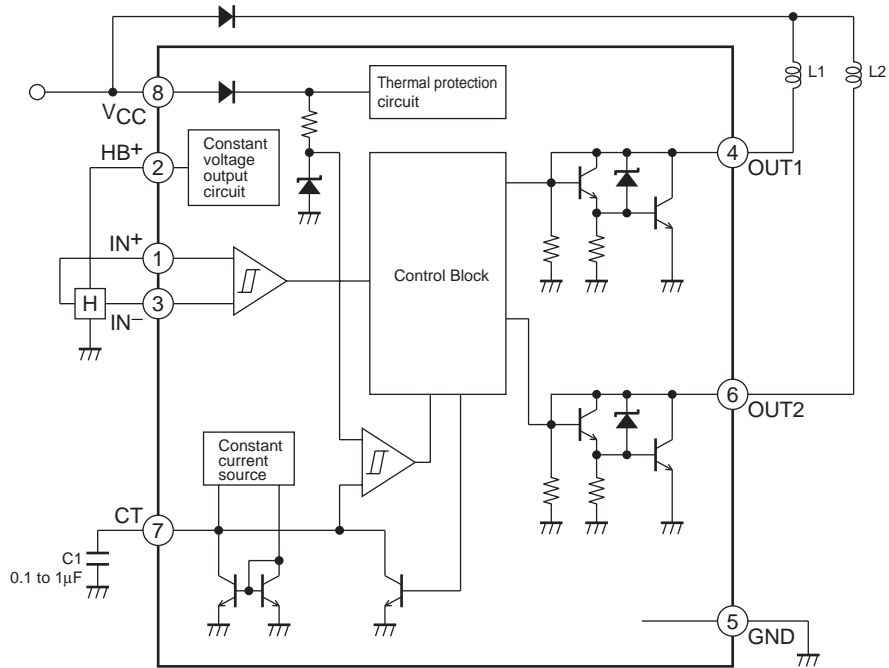 L1
L2
8
VCC
Thermal protection
circuit
HB+
2
Constant
voltage
output
circuit
4
OUT1
IN+
1
Control Block
H
3
IN−
6
OUT2
Constant
current
source
CT
7
C1
0.1 to 1μF
5
GND